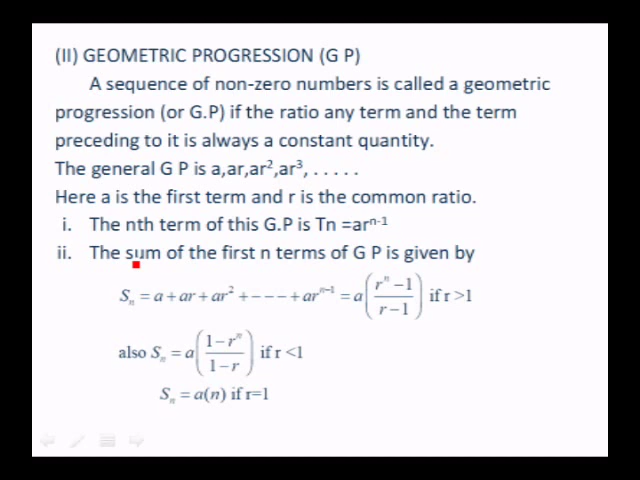 (II) GEOMETRIC PROGRESSION (G P)
A sequence of non-zero numbers is called a geometric
progression (or G.P) if the ratio any term and the term
preceding to it is always a constant quantity.
The general G P is a,ar,ar²,ar³, . . . . .
Here a is the first term and r is the common ratio.
i. The nth term of this G.P is Tn =arⁿ⁻¹
ii. The sum of the first n terms of G P is given by
Sₙ = a + ar + ar² + - - - + arⁿ⁻¹ = a((rⁿ − 1)/(r − 1)) if r >1
also Sₙ = a((1 − rⁿ)/(1 − r)) if r <1
Sₙ = a(n) if r=1